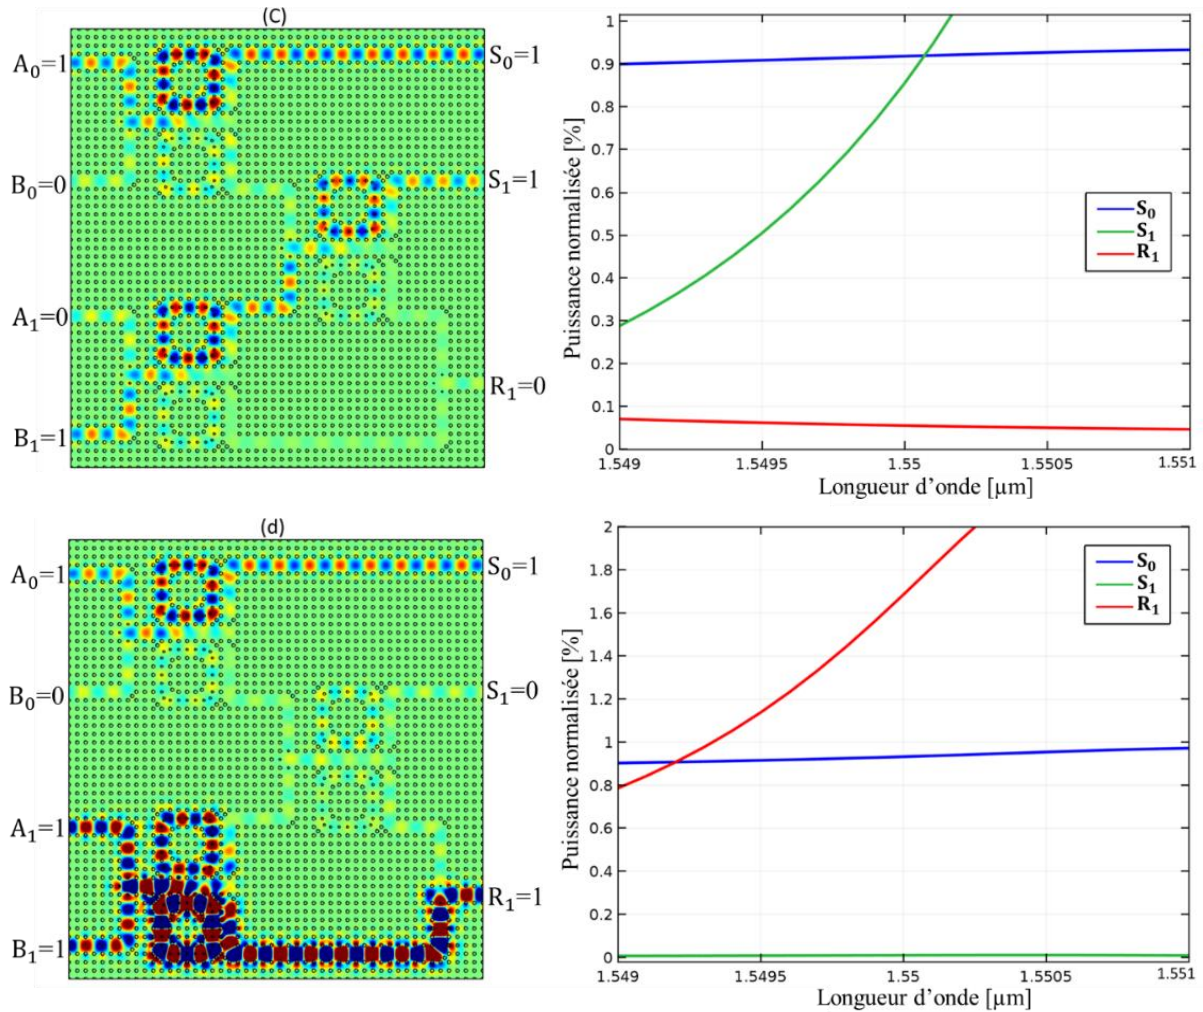 (C)
A₀=1
S₀=1
B₀=0
S₁=1
A₁=0
R₁=0
B₁=1
Puissance normalisée [%]
1
0.9
0.8
0.7
0.6
0.5
0.4
0.3
0.2
0.1
0
S₀
S₁
R₁
1.549
1.5495
1.55
1.5505
1.551
Longueur d’onde [µm]
(d)
A₀=1
S₀=1
B₀=0
S₁=0
A₁=1
R₁=1
B₁=1
Puissance normalisée [%]
2
1.8
1.6
1.4
1.2
1
0.8
0.6
0.4
0.2
0
S₀
S₁
R₁
1.549
1.5495
1.55
1.5505
1.551
Longueur d’onde [µm]